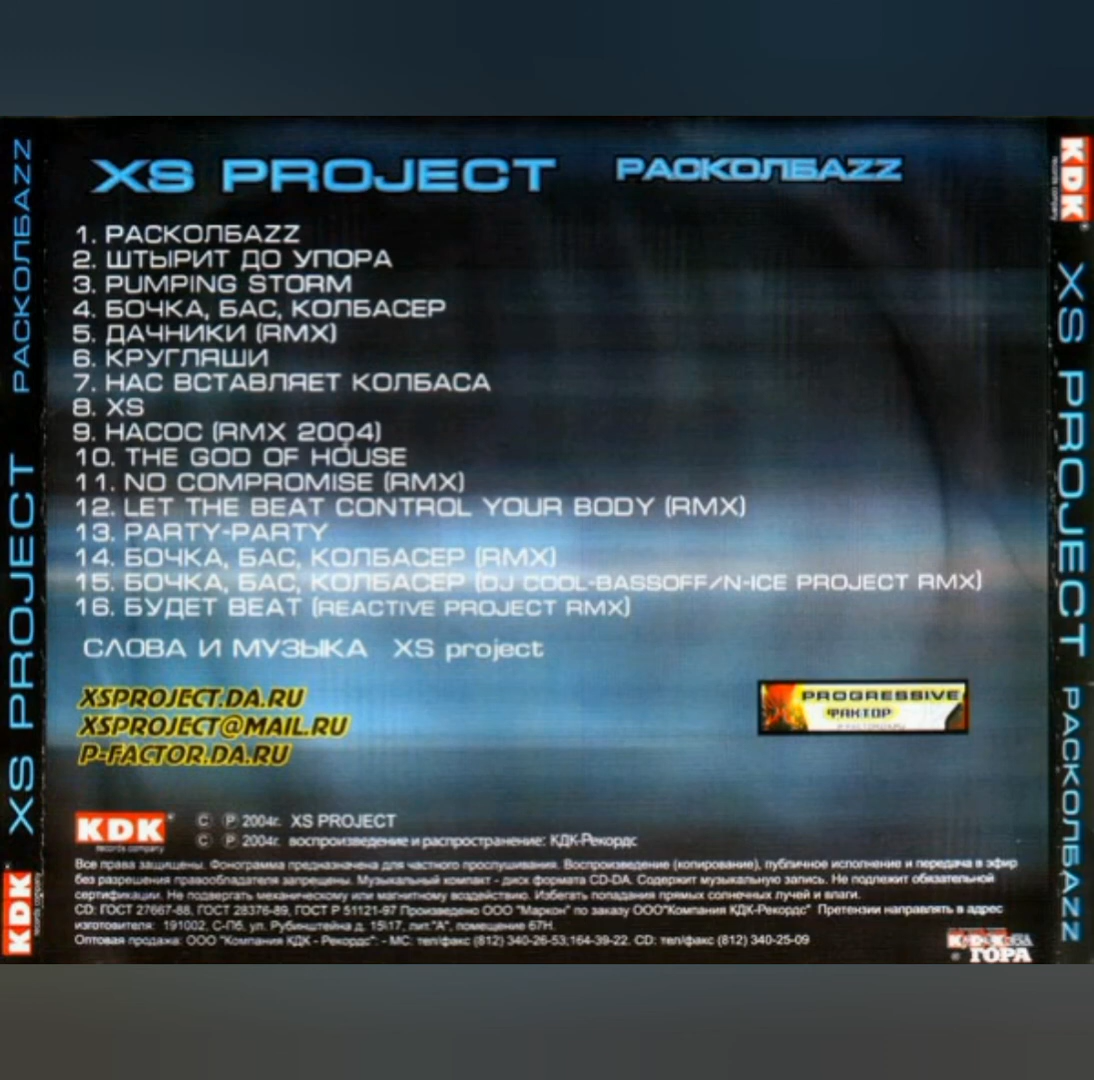 XS PROJECT РАСКОЛБАZZ
1. РАСКОЛБАZZ
2. ШТЫРИТ ДО УПОРА
3. PUMPING STORM
4. БОЧКА, БАС, КОЛБАСЕР
5. ДАЧНИКИ (RMX)
6. КРУГЛЯШИ
7. НАС ВСТАВЛЯЕТ КОЛБАСА
8. XS
9. НАСОС (RMX 2004)
10. THE GOD OF HOUSE
11. NO COMPROMISE (RMX)
12. LET THE BEAT CONTROL YOUR BODY (RMX)
13. PARTY-PARTY
14. БОЧКА, БАС, КОЛБАСЕР (RMX)
15. БОЧКА, БАС, КОЛБАСЕР (DJ COOL-BASSOFF/N-ICE PROJECT RMX)
16. БУДЕТ BEAT (REACTIVE PROJECT RMX)
СЛОВА И МУЗЫКА XS project
XSPROJECT.DA.RU
XSPROJECT@MAIL.RU
P-FACTOR.DA.RU
PROGRESSIVE
ФАКТОР
KDK
records company
© ℗ 2004г. XS PROJECT
© ℗ 2004г. воспроизведение и распространение: КДК-Рекордс
Все права защищены. Фонограмма предназначена для частного прослушивания. Воспроизведение (копирование), публичное исполнение и передача в эфир
без разрешения правообладателя запрещены. Музыкальный компакт - диск формата CD-DA. Содержит музыкальную запись. Не подлежит обязательной
сертификации. Не подвергать механическому или магнитному воздействию. Избегать попадания прямых солнечных лучей и влаги.
CD: ГОСТ 27667-88, ГОСТ 28376-89, ГОСТ Р 51121-97 Произведено ООО "Маркон" по заказу ООО"Компания КДК-Рекордс" Претензии направлять в адрес
изготовителя: 191002, С-Пб, ул. Рубинштейна д. 15\17, лит."А", помещение 67Н.
Оптовая продажа: ООО "Компания КДК - Рекордс": - МС: тел/факс (812) 340-26-53;164-39-22. CD: тел/факс (812) 340-25-09
ГОРА
XS PROJECT РАСКОЛБАZZ
KDK
records company
KDK
records company
XS PROJECT РАСКОЛБАZZ